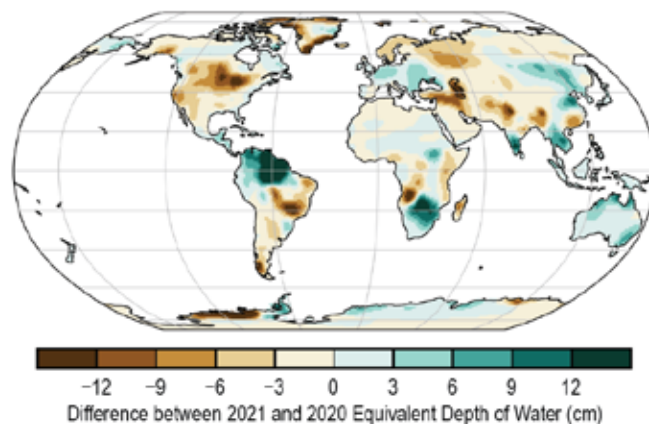 −12 −9 −6 −3 0 3 6 9 12
Difference between 2021 and 2020 Equivalent Depth of Water (cm)